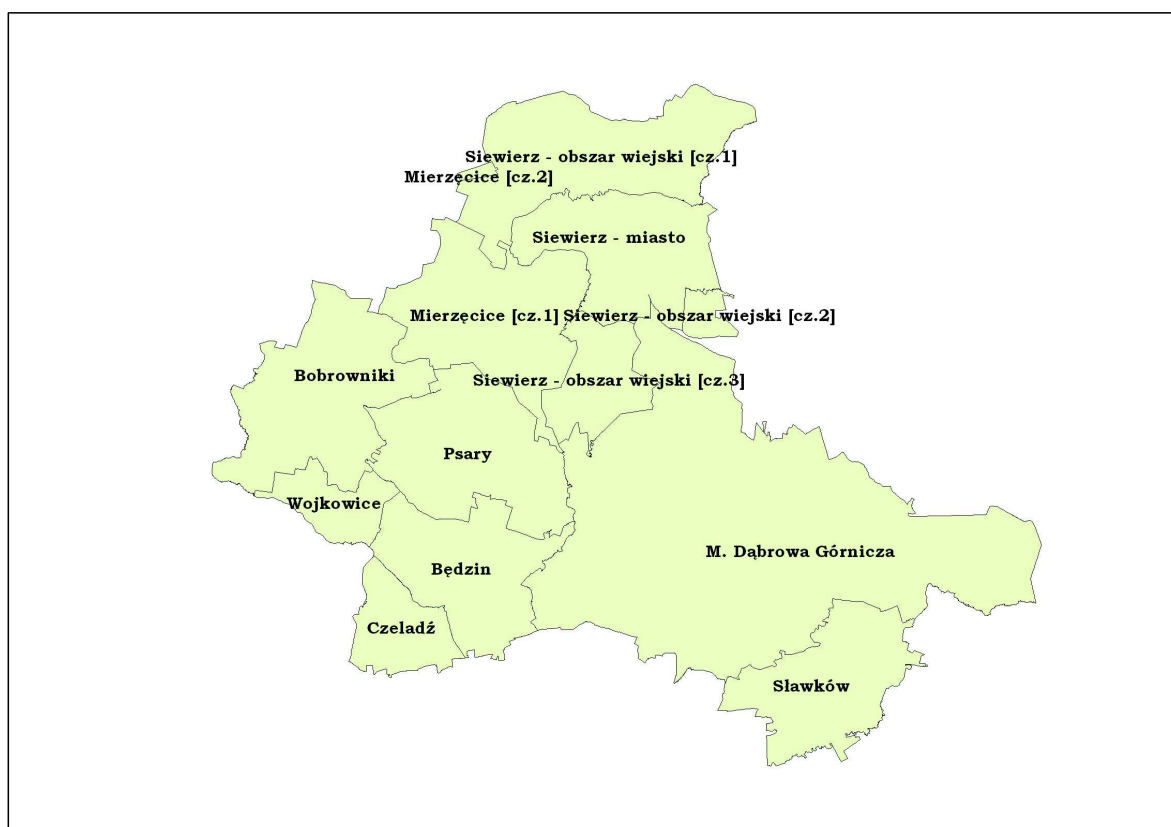 Siewierz - obszar wiejski [cz.1]
Mierzęcice [cz.2]
Siewierz - miasto
Mierzęcice [cz.1]
Siewierz - obszar wiejski [cz.2]
Bobrowniki
Siewierz - obszar wiejski [cz.3]
Psary
Wojkowice
M. Dąbrowa Górnicza
Będzin
Czeladź
Sławków